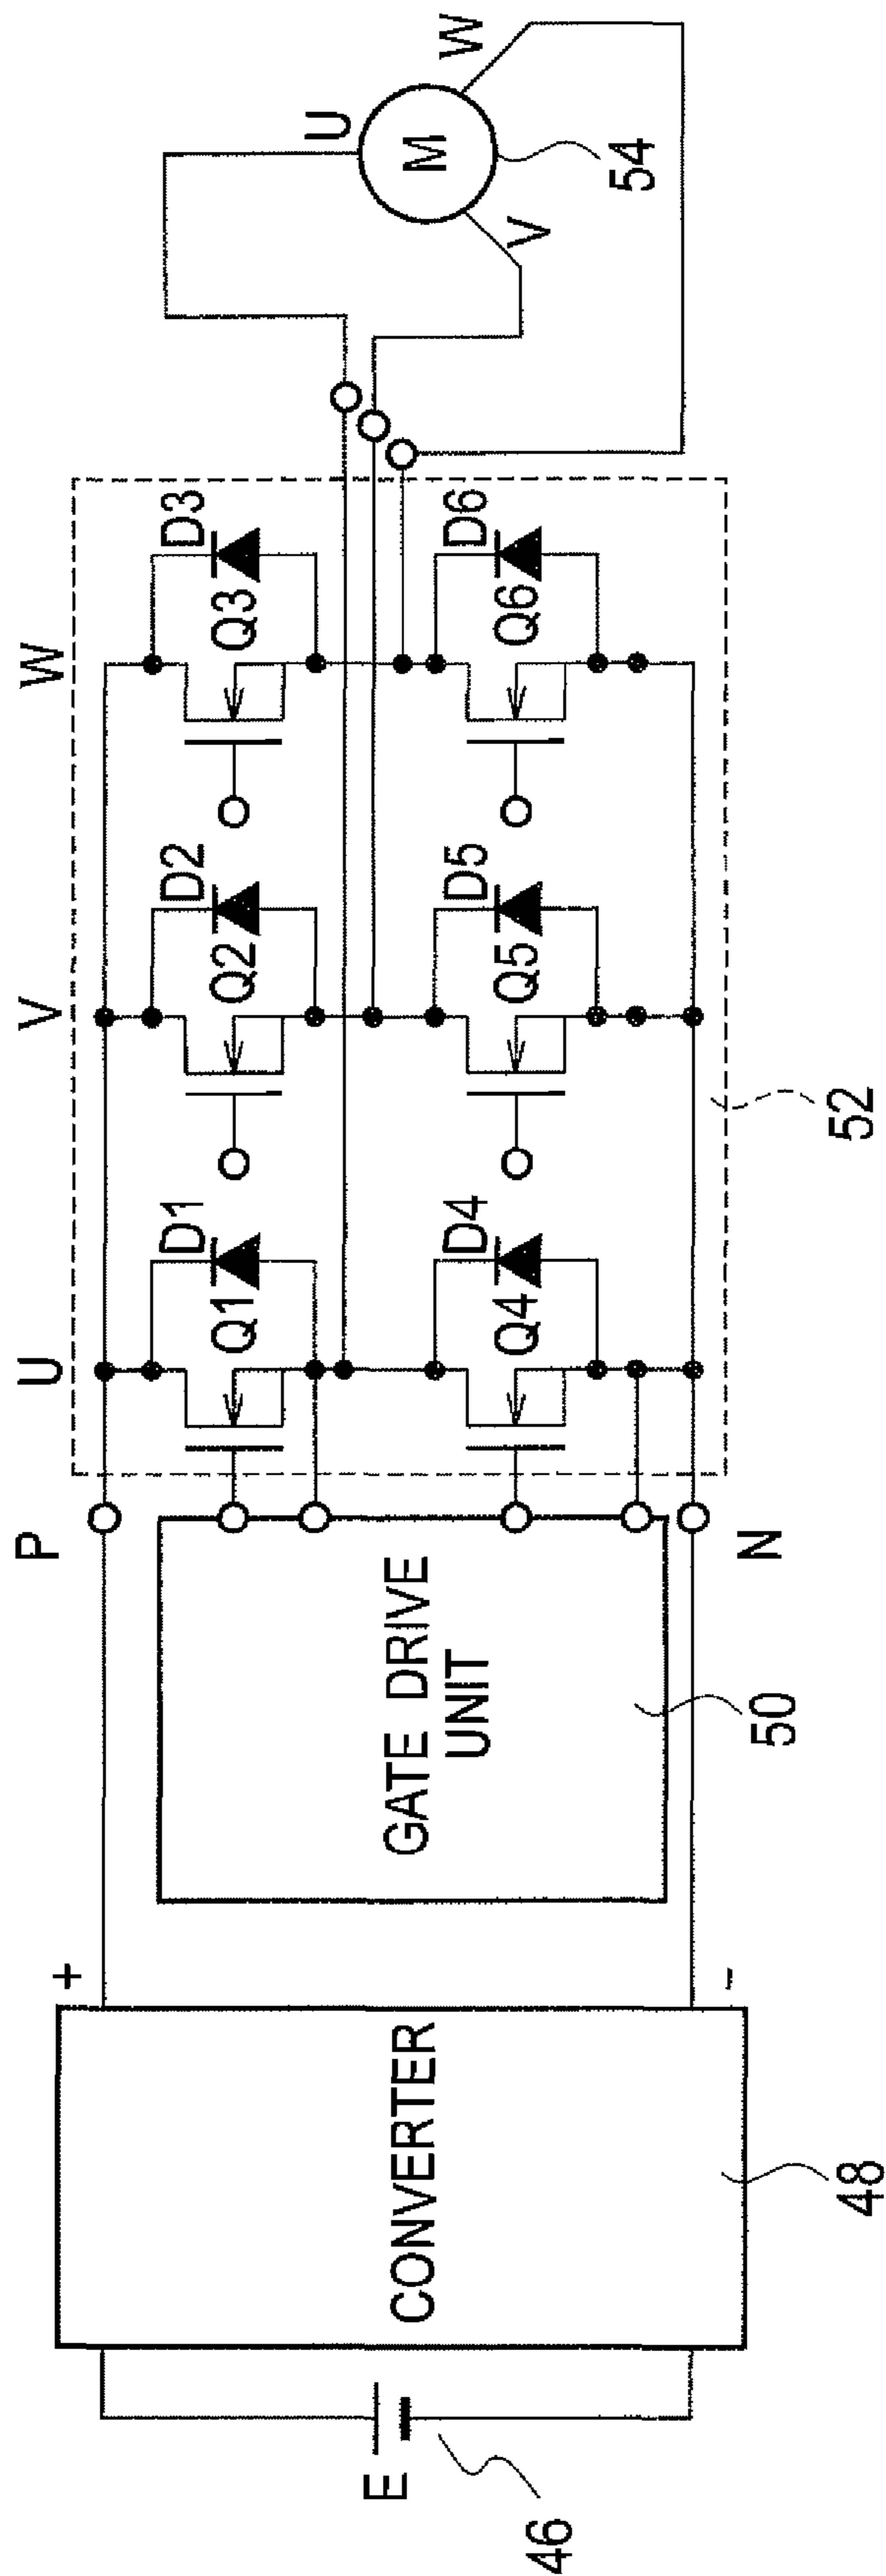 U V W
D1 D2 D3
Q1 Q2 Q3
D4 D5 D6
Q4 Q5 Q6
P
N
GATE DRIVE
UNIT
50
52
+
-
CONVERTER
48
E
46
U
V
W
M
54